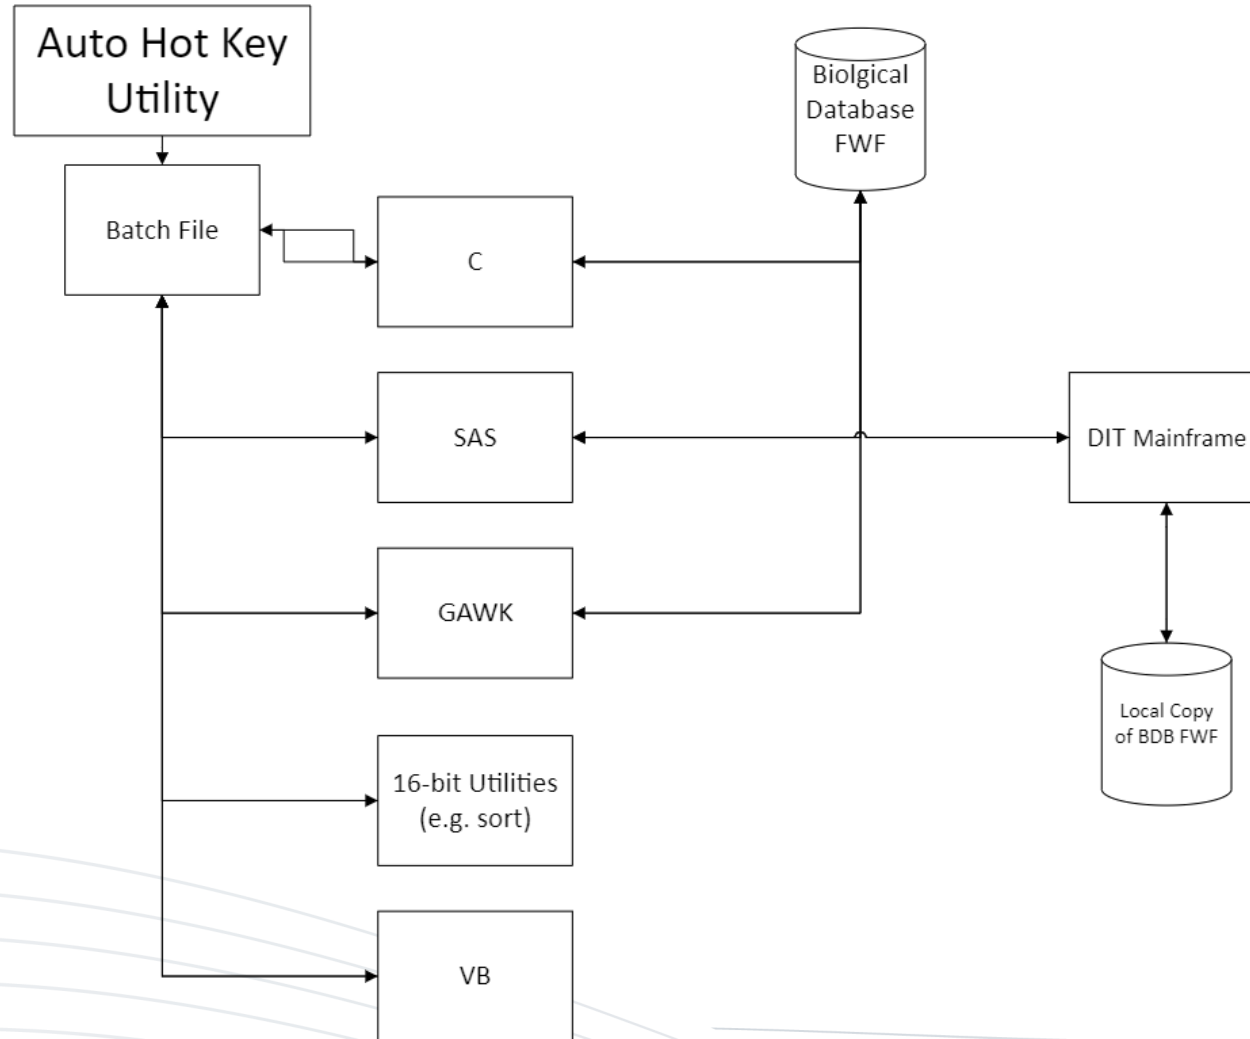 Auto Hot Key
Utility
Biolgical
Database
FWF
Batch File
C
SAS
DIT Mainframe
GAWK
Local Copy
of BDB FWF
16-bit Utilities
(e.g. sort)
VB